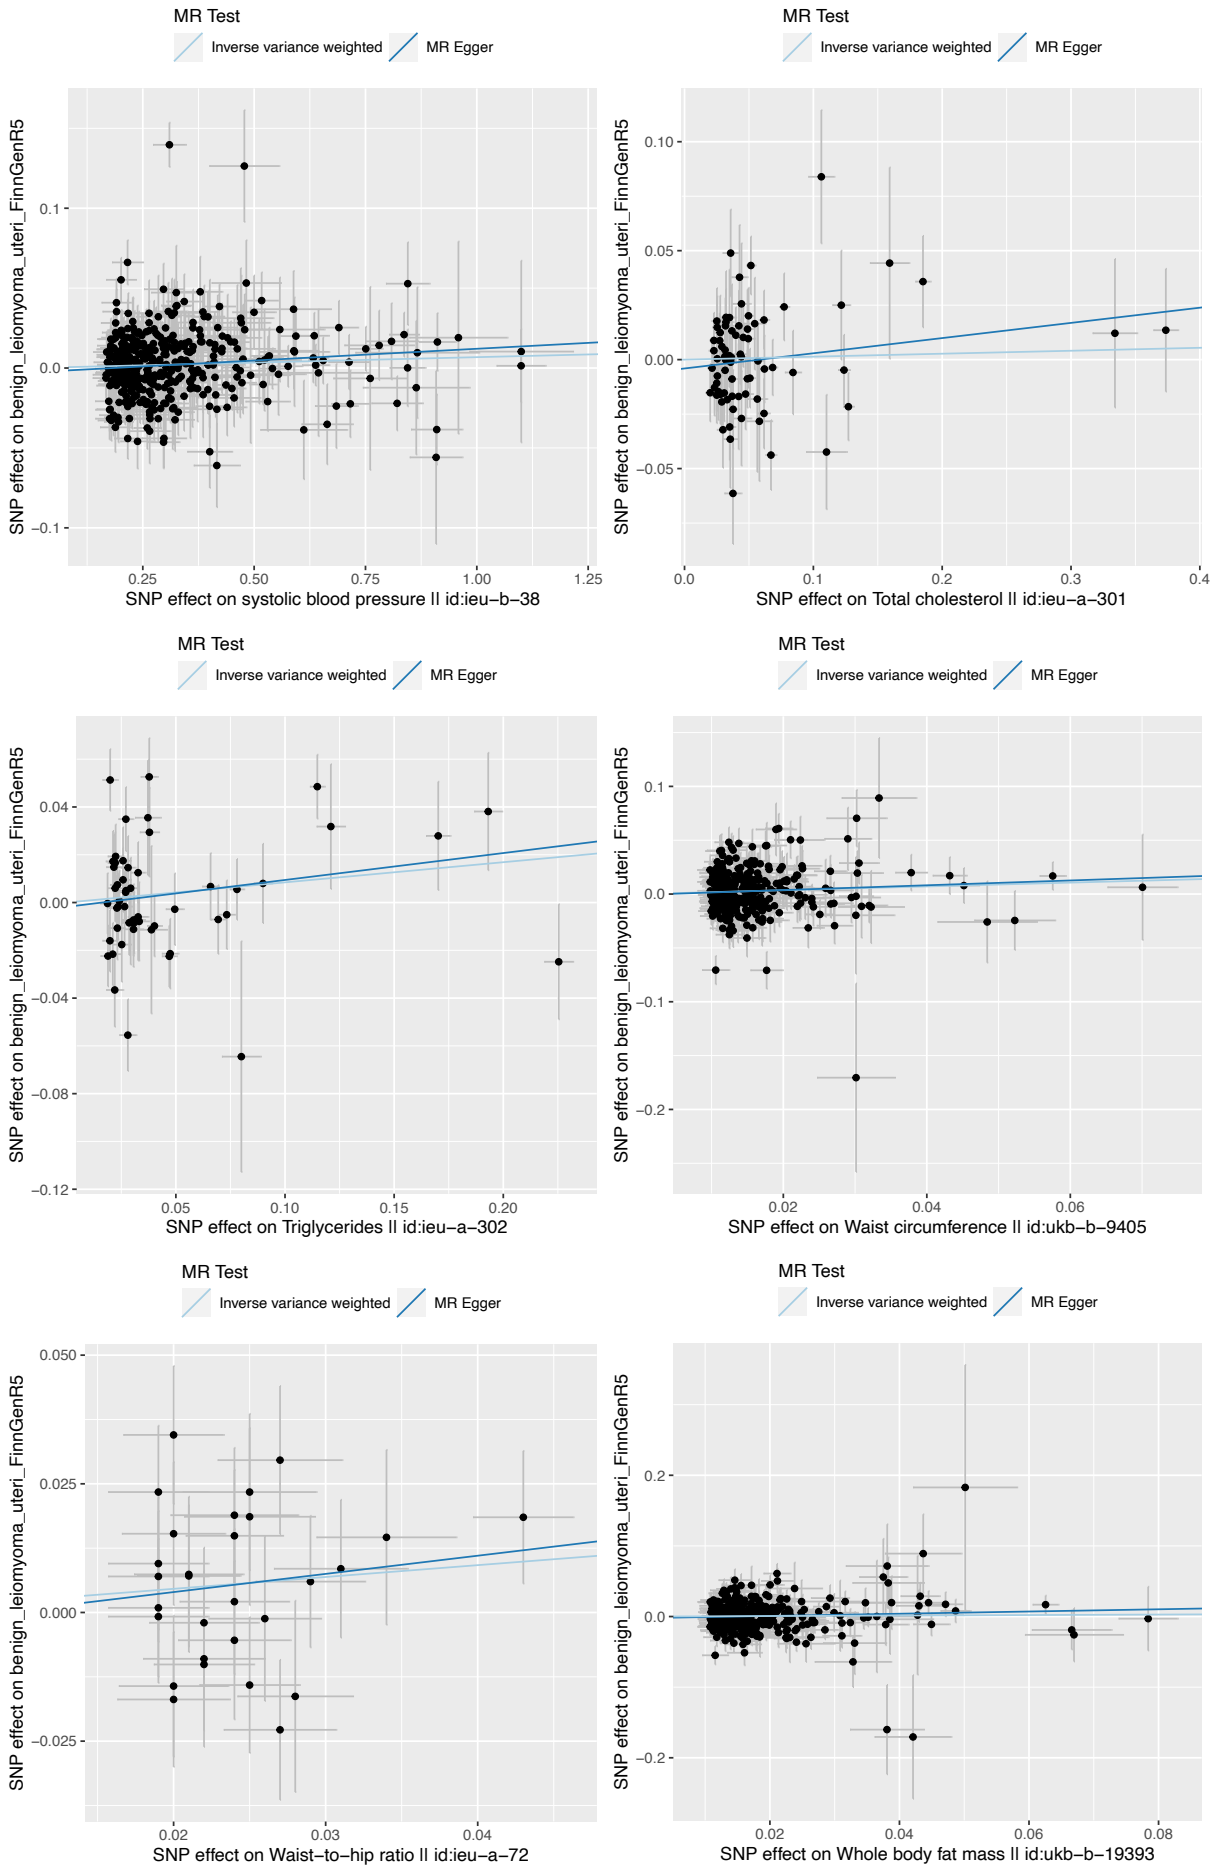 MR Test
Inverse variance weighted MR Egger
SNP effect on benign_leiomyoma_uteri_FinnGenR5
0.1
0.0
−0.1
0.25 0.50 0.75 1.00 1.25
SNP effect on systolic blood pressure || id:ieu−b−38
MR Test
Inverse variance weighted MR Egger
SNP effect on benign_leiomyoma_uteri_FinnGenR5
0.10
0.05
0.00
−0.05
0.0 0.1 0.2 0.3 0.4
SNP effect on Total cholesterol || id:ieu−a−301
MR Test
Inverse variance weighted MR Egger
SNP effect on benign_leiomyoma_uteri_FinnGenR5
0.04
0.00
−0.04
−0.08
−0.12
0.05 0.10 0.15 0.20
SNP effect on Triglycerides || id:ieu−a−302
MR Test
Inverse variance weighted MR Egger
SNP effect on benign_leiomyoma_uteri_FinnGenR5
0.1
0.0
−0.1
−0.2
0.02 0.04 0.06
SNP effect on Waist circumference || id:ukb−b−9405
MR Test
Inverse variance weighted MR Egger
SNP effect on benign_leiomyoma_uteri_FinnGenR5
0.050
0.025
0.000
−0.025
0.02 0.03 0.04
SNP effect on Waist−to−hip ratio || id:ieu−a−72
MR Test
Inverse variance weighted MR Egger
SNP effect on benign_leiomyoma_uteri_FinnGenR5
0.2
0.0
−0.2
0.02 0.04 0.06 0.08
SNP effect on Whole body fat mass || id:ukb−b−19393